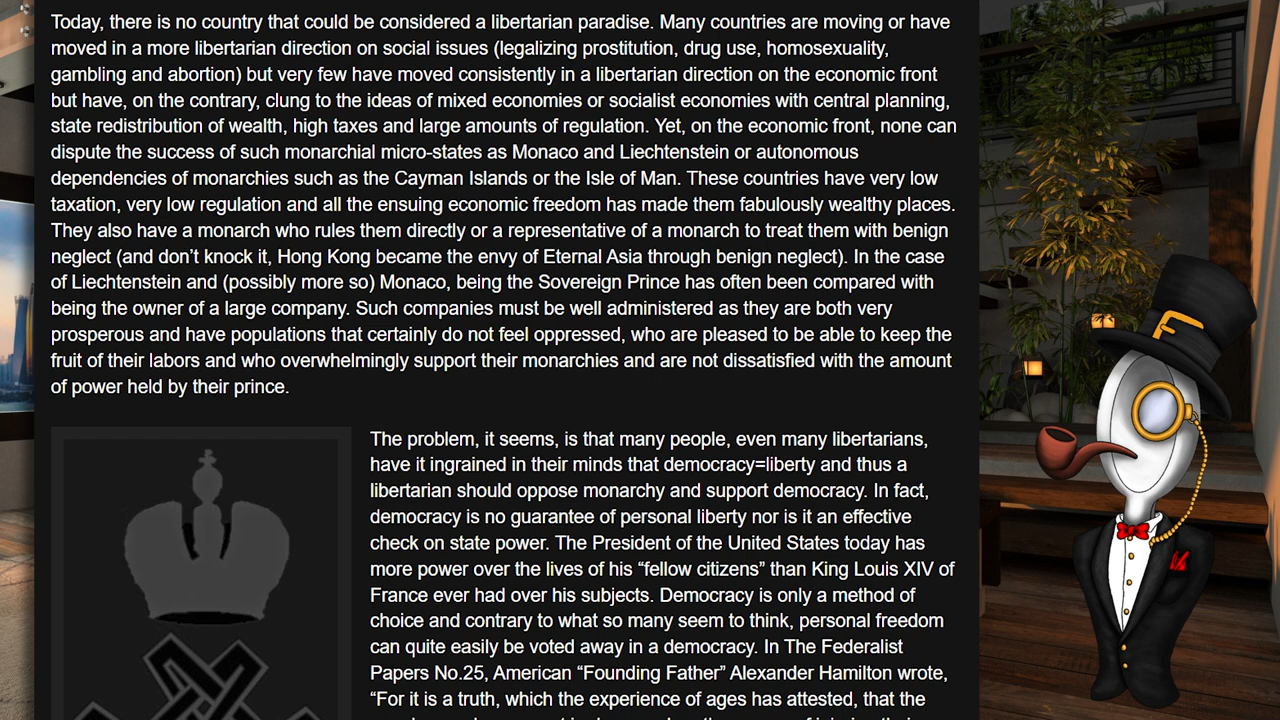 Today, there is no country that could be considered a libertarian paradise. Many countries are moving or have
moved in a more libertarian direction on social issues (legalizing prostitution, drug use, homosexuality,
gambling and abortion) but very few have moved consistently in a libertarian direction on the economic front
but have, on the contrary, clung to the ideas of mixed economies or socialist economies with central planning,
state redistribution of wealth, high taxes and large amounts of regulation. Yet, on the economic front, none can
dispute the success of such monarchial micro-states as Monaco and Liechtenstein or autonomous
dependencies of monarchies such as the Cayman Islands or the Isle of Man. These countries have very low
taxation, very low regulation and all the ensuing economic freedom has made them fabulously wealthy places.
They also have a monarch who rules them directly or a representative of a monarch to treat them with benign
neglect (and don’t knock it, Hong Kong became the envy of Eternal Asia through benign neglect). In the case
of Liechtenstein and (possibly more so) Monaco, being the Sovereign Prince has often been compared with
being the owner of a large company. Such companies must be well administered as they are both very
prosperous and have populations that certainly do not feel oppressed, who are pleased to be able to keep the
fruit of their labors and who overwhelmingly support their monarchies and are not dissatisfied with the amount
of power held by their prince.
The problem, it seems, is that many people, even many libertarians,
have it ingrained in their minds that democracy=liberty and thus a
libertarian should oppose monarchy and support democracy. In fact,
democracy is no guarantee of personal liberty nor is it an effective
check on state power. The President of the United States today has
more power over the lives of his “fellow citizens” than King Louis XIV of
France ever had over his subjects. Democracy is only a method of
choice and contrary to what so many seem to think, personal freedom
can quite easily be voted away in a democracy. In The Federalist
Papers No.25, American “Founding Father” Alexander Hamilton wrote,
“For it is a truth, which the experience of ages has attested, that the
F